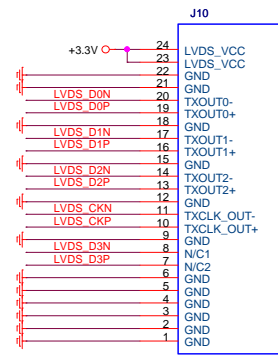 J10
+3.3V 24 LVDS_VCC
23 LVDS_VCC
22 GND
21 GND
LVDS_D0N 20 TXOUT0-
LVDS_D0P 19 TXOUT0+
18 GND
LVDS_D1N 17 TXOUT1-
LVDS_D1P 16 TXOUT1+
15 GND
LVDS_D2N 14 TXOUT2-
LVDS_D2P 13 TXOUT2+
12 GND
LVDS_CKN 11 TXCLK_OUT-
LVDS_CKP 10 TXCLK_OUT+
9 GND
LVDS_D3N 8 N/C1
LVDS_D3P 7 N/C2
6 GND
5 GND
4 GND
3 GND
2 GND
1 GND